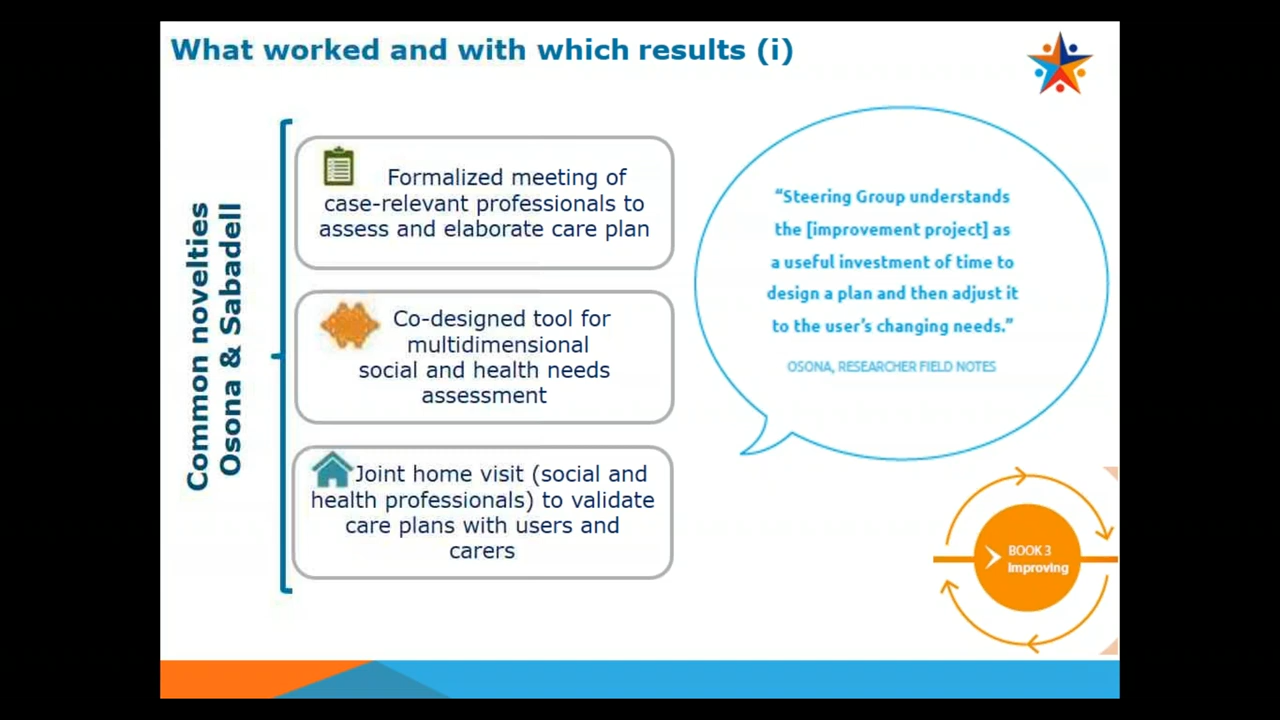 What worked and with which results (i)
Common novelties
Osona & Sabadell
Formalized meeting of
case-relevant professionals to
assess and elaborate care plan
Co-designed tool for
multidimensional
social and health needs
assessment
Joint home visit (social and
health professionals) to validate
care plans with users and
carers
“Steering Group understands
the [improvement project] as
a useful investment of time to
design a plan and then adjust it
to the user’s changing needs.”
OSONA, RESEARCHER FIELD NOTES
BOOK 3
Improving